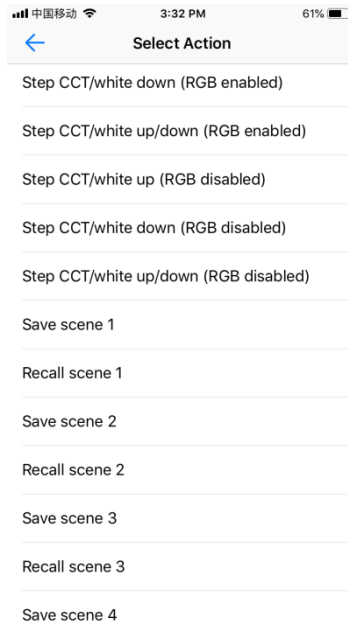 中国移动 3:32 PM 61%
Select Action
Step CCT/white down (RGB enabled)
Step CCT/white up/down (RGB enabled)
Step CCT/white up (RGB disabled)
Step CCT/white down (RGB disabled)
Step CCT/white up/down (RGB disabled)
Save scene 1
Recall scene 1
Save scene 2
Recall scene 2
Save scene 3
Recall scene 3
Save scene 4